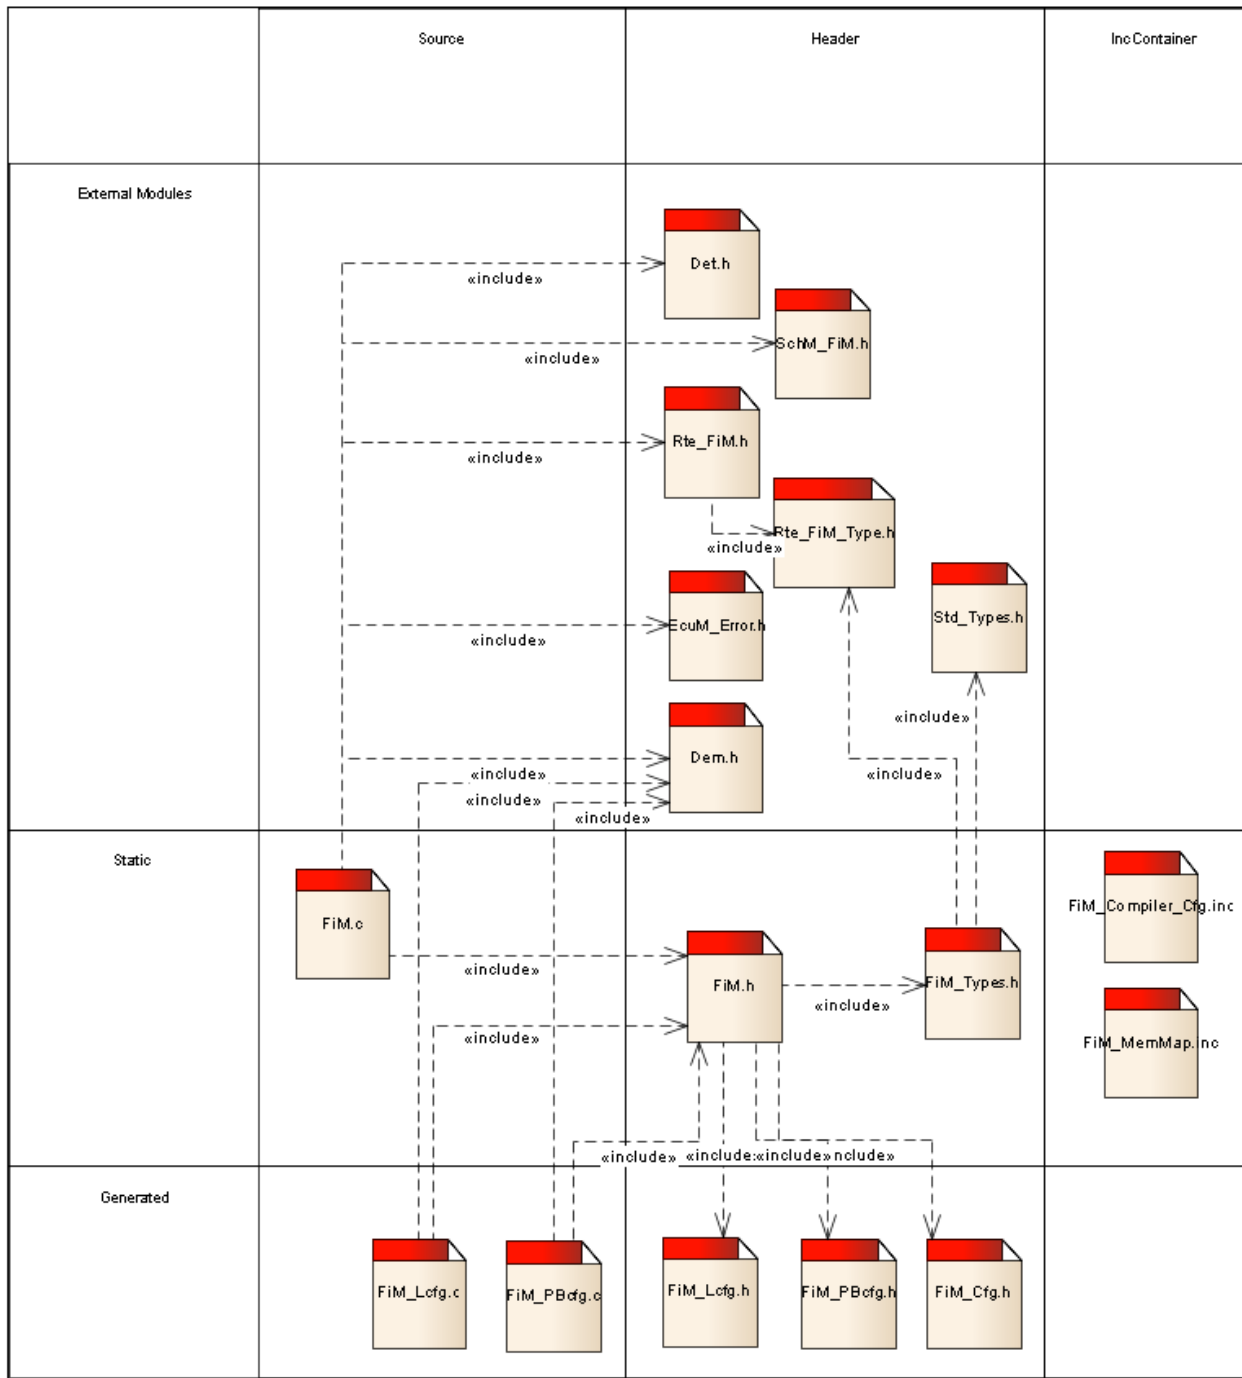 Source
Header
IncContainer
External Modules
Det.h
«include»
SchM_FiM.h
«include»
Rte_FiM.h
«include»
Rte_FiM_Type.h
«include»
Std_Types.h
EcuM_Error.h
«include»
«include»
Dem.h
«include»
«include»
«include»
«include»
Static
FiM_Compiler_Cfg.inc
FiM.c
«include»
FiM.h
FiM_Types.h
«include»
«include»
FiM_MemMap.inc
«include»
«include»
«include»
nclude»
Generated
FiM_Lcfg.c
FiM_PBcfg.c
FiM_Lcfg.h
FiM_PBcfg.h
FiM_Cfg.h